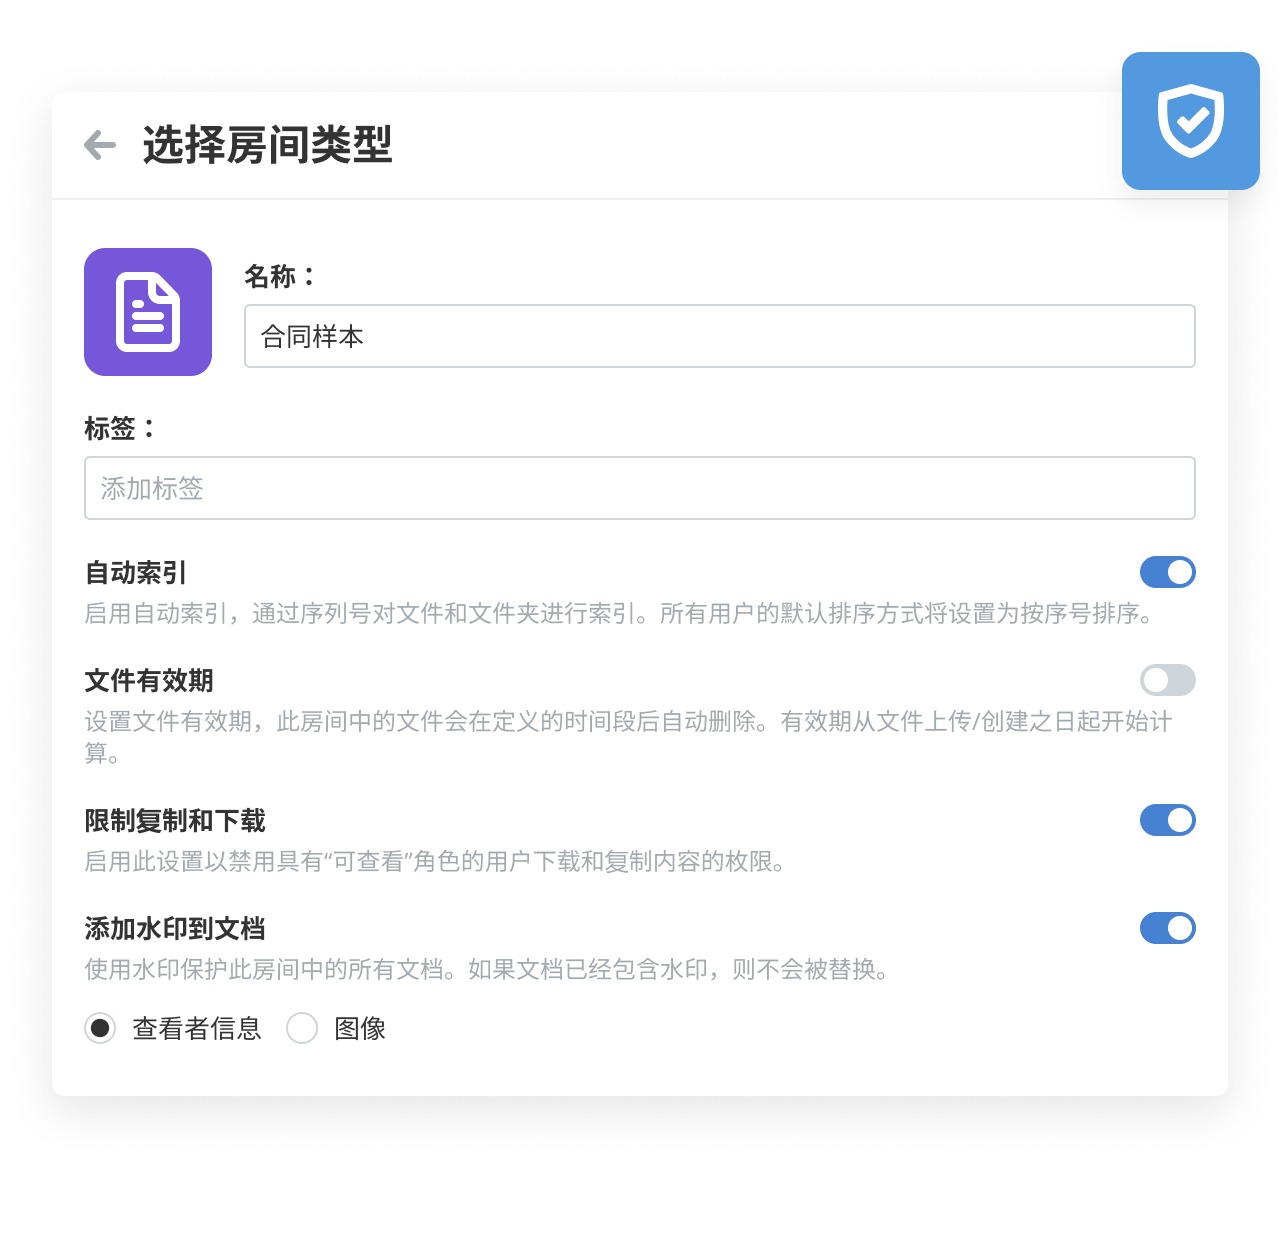 选择房间类型
名称：
合同样本
标签：
添加标签
自动索引
启用自动索引，通过序列号对文件和文件夹进行索引。所有用户的默认排序方式将设置为按序号排序。
文件有效期
设置文件有效期，此房间中的文件会在定义的时间段后自动删除。有效期从文件上传/创建之日起开始计
算。
限制复制和下载
启用此设置以禁用具有“可查看”角色的用户下载和复制内容的权限。
添加水印到文档
使用水印保护此房间中的所有文档。如果文档已经包含水印，则不会被替换。
查看者信息 图像